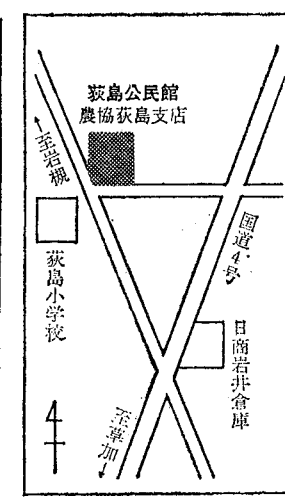 荻島公民館
農協荻島支店
↑至岩槻
荻島小学校
国道4号
日商岩井倉庫
至草加↓